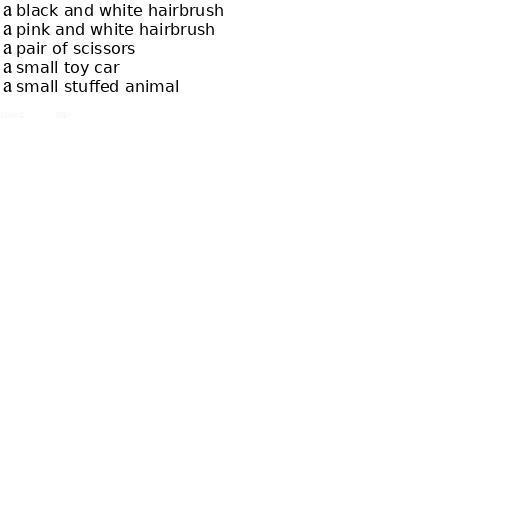 a black and white hairbrush
a pink and white hairbrush
a pair of scissors
a small toy car
a small stuffed animal